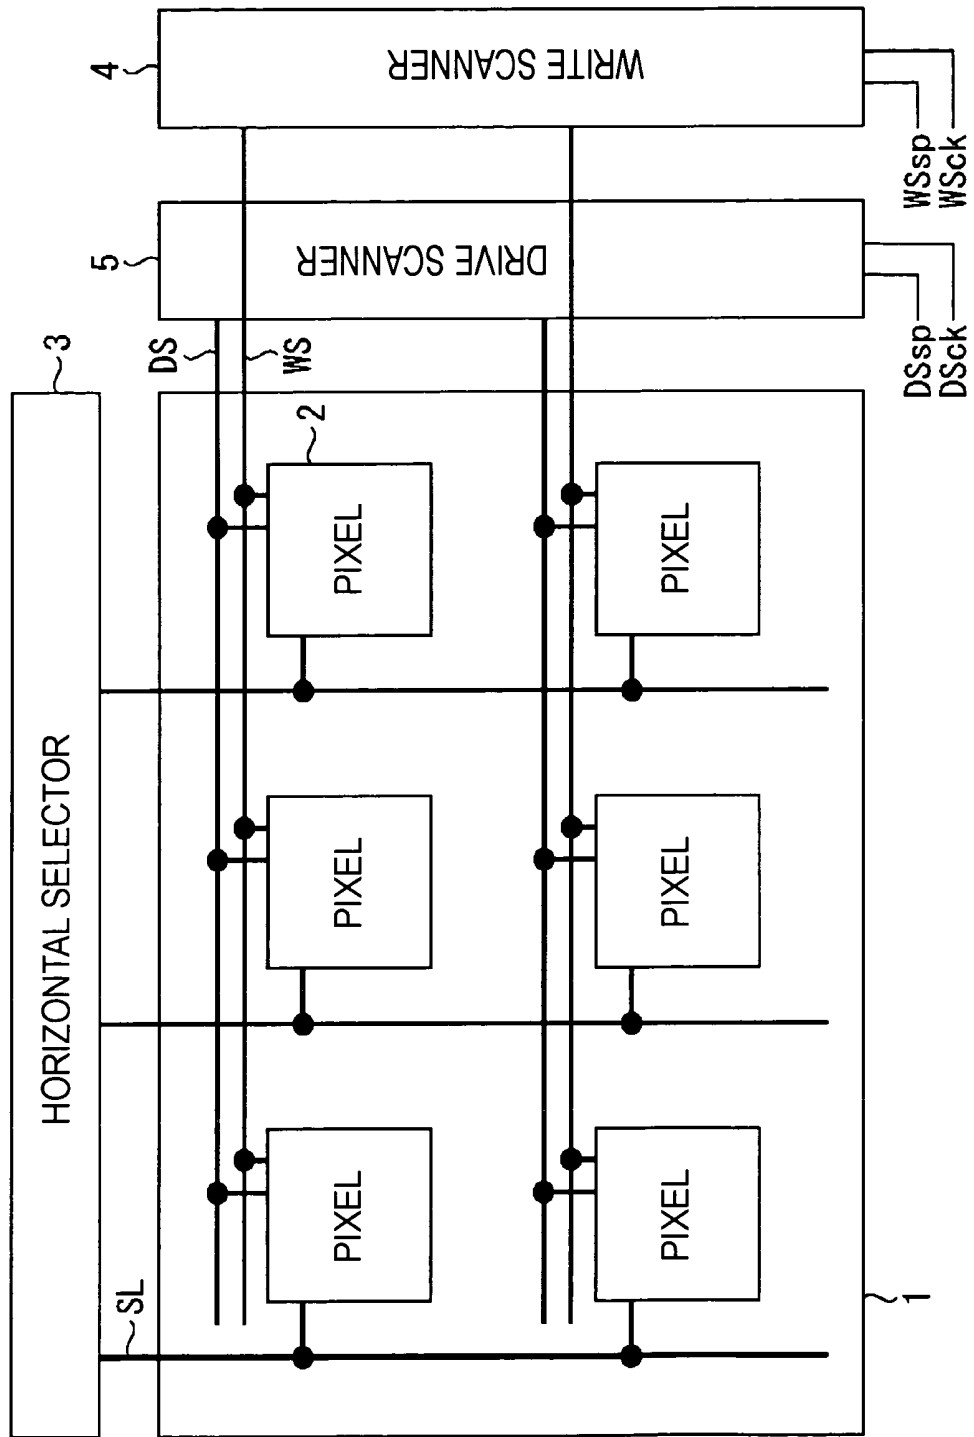 3
HORIZONTAL SELECTOR
4
WRITE SCANNER
5
DRIVE SCANNER
DS
WS
2
PIXEL
PIXEL
PIXEL
PIXEL
PIXEL
PIXEL
SL
1
DSsp
DSck
WSsp
WSck